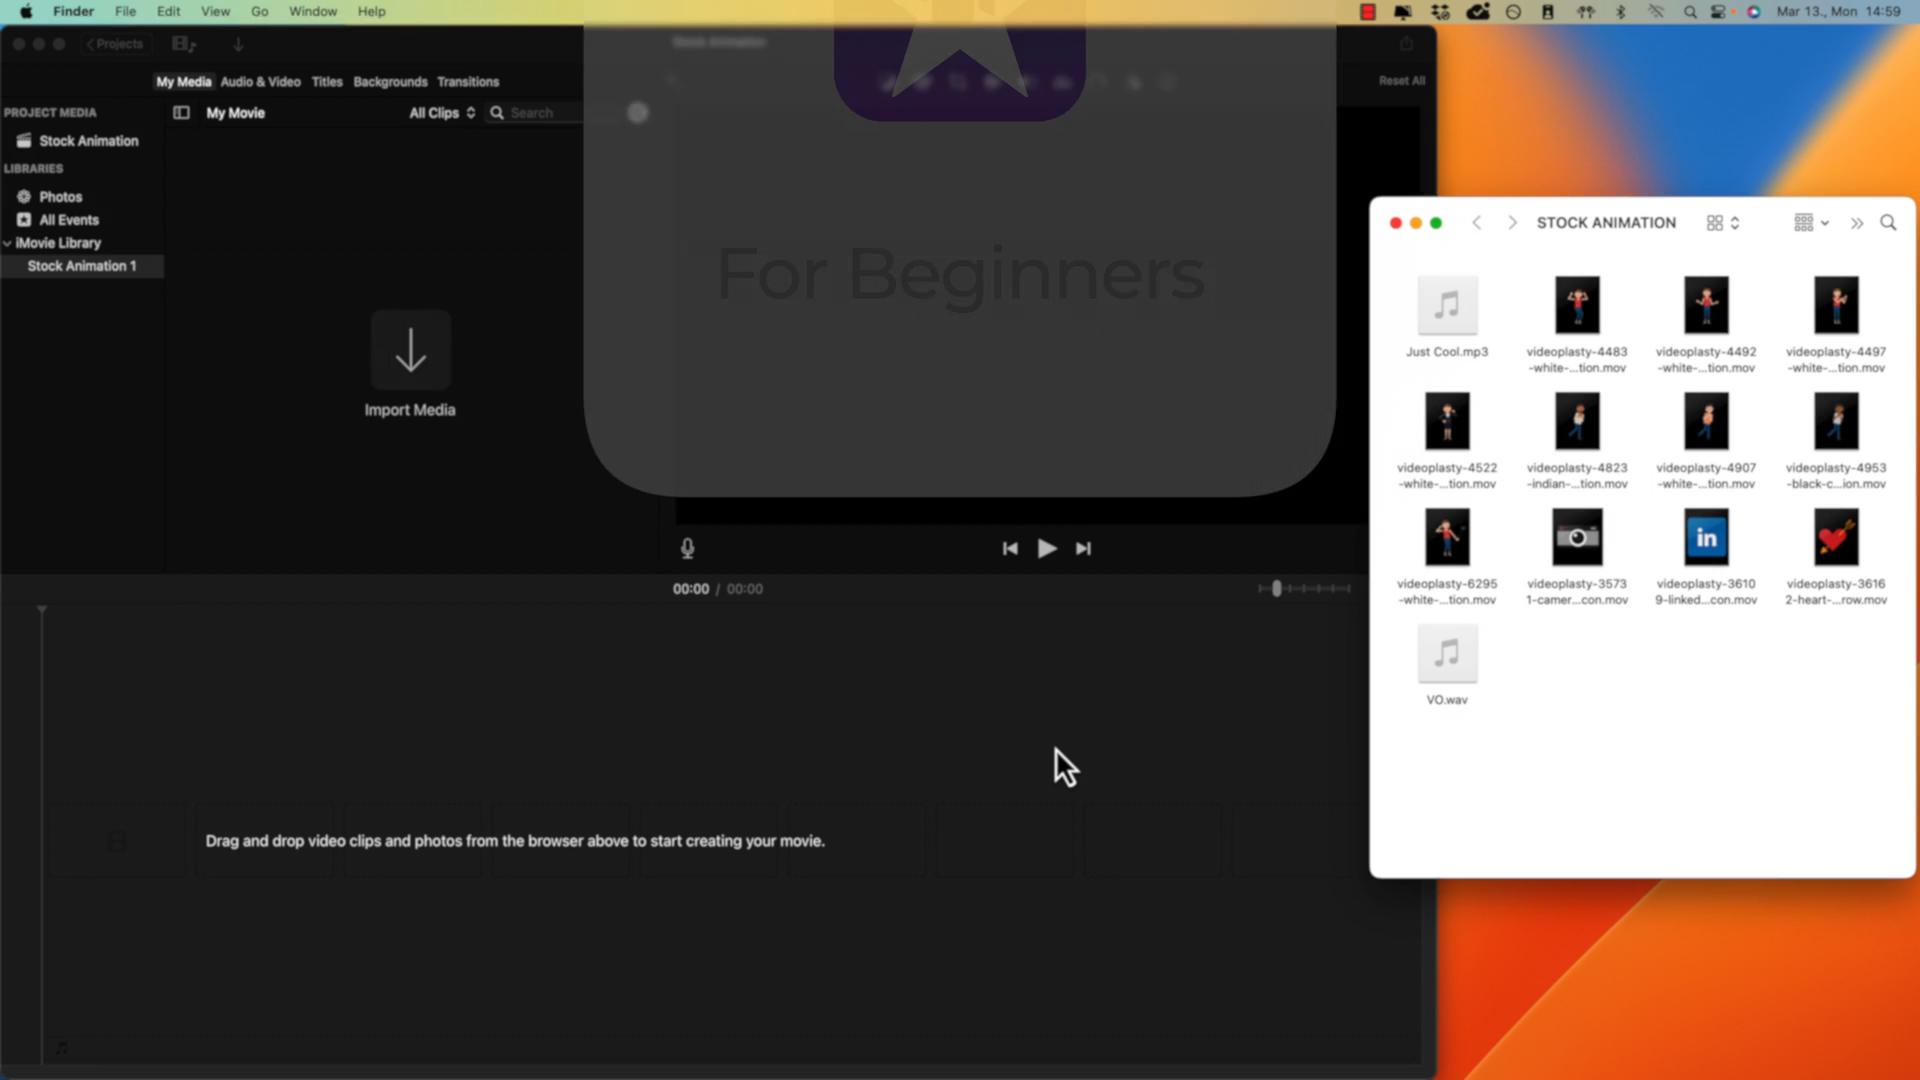 Finder File Edit View Go Window Help
Mar 13., Mon 14:59
Projects
Stock Animation
My Media Audio & Video Titles Backgrounds Transitions
Reset All
PROJECT MEDIA
My Movie
All Clips
Search
Stock Animation
LIBRARIES
Photos
All Events
iMovie Library
Stock Animation 1
Import Media
For Beginners
00:00 / 00:00
Drag and drop video clips and photos from the browser above to start creating your movie.
STOCK ANIMATION
Just Cool.mp3
videoplasty-4483
-white-...tion.mov
videoplasty-4492
-white-...tion.mov
videoplasty-4497
-white-...tion.mov
videoplasty-4522
-white-...tion.mov
videoplasty-4823
-indian-...tion.mov
videoplasty-4907
-white-...tion.mov
videoplasty-4953
-black-c...ion.mov
in
videoplasty-6295
-white-...tion.mov
videoplasty-3573
1-camer...con.mov
videoplasty-3610
9-linked...con.mov
videoplasty-3616
2-heart-...row.mov
VO.wav